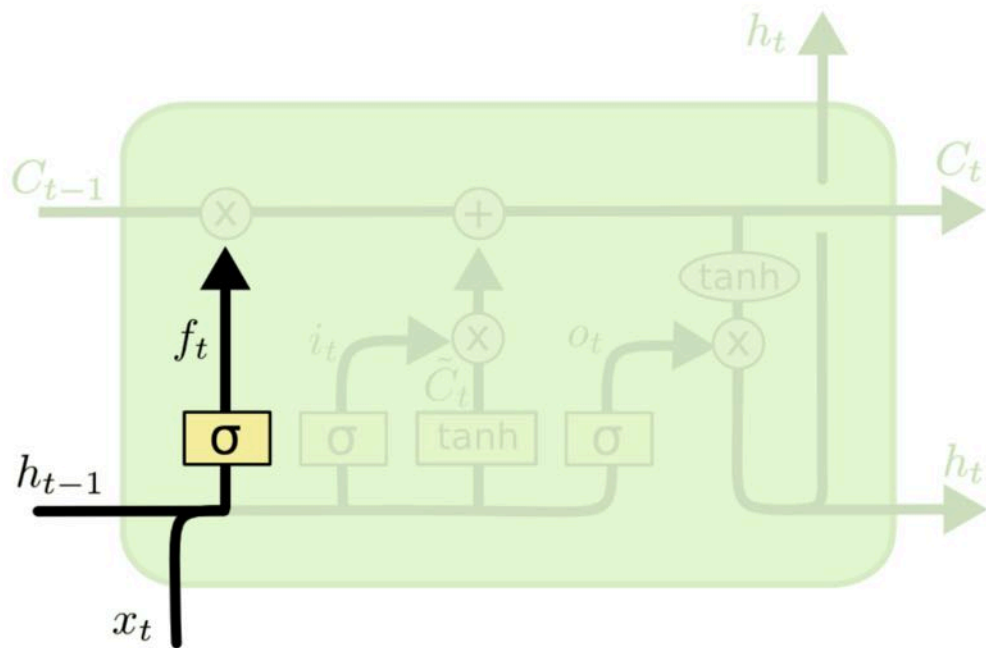 h_t
C_{t-1} C_t
x +
tanh
f_t i_t x o_t x
C̃_t
σ σ tanh σ
h_{t-1} h_t
x_t